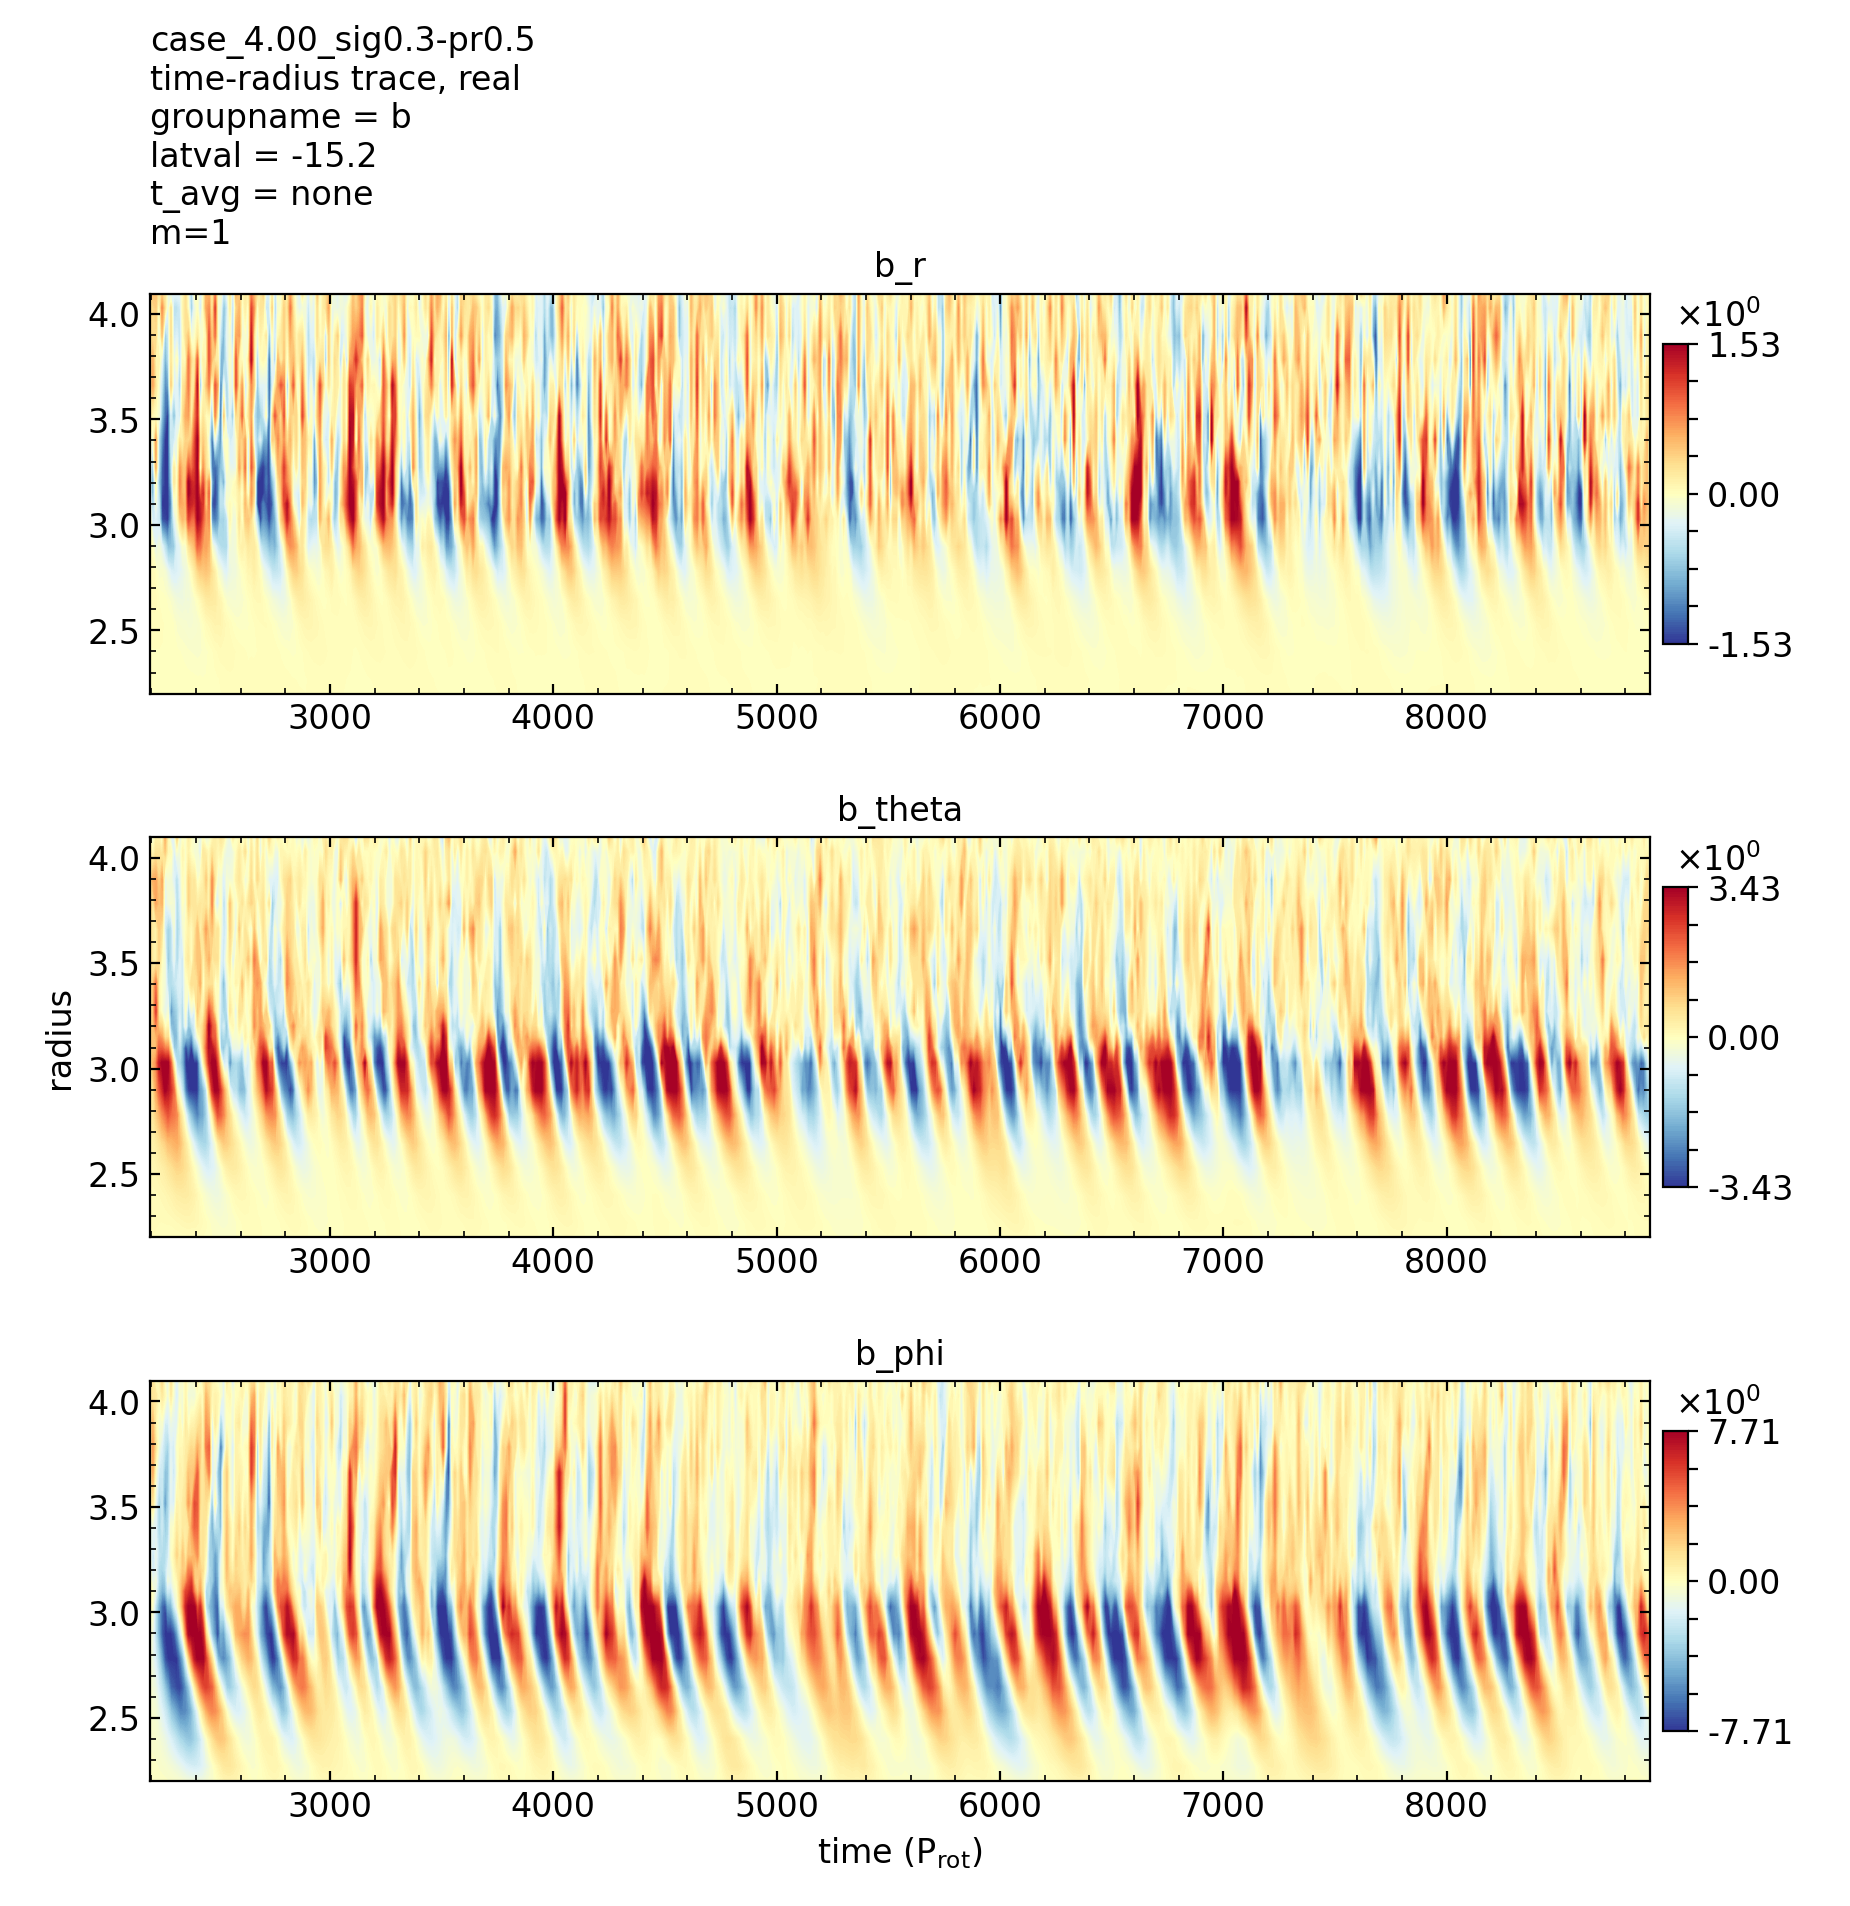 case_4.00_sig0.3-pr0.5
time-radius trace, real
groupname = b
latval = -15.2
t_avg = none
m=1
b_r
4.0
3.5
3.0
2.5
×10⁰
1.53
0.00
-1.53
3000 4000 5000 6000 7000 8000
b_theta
radius
4.0
3.5
3.0
2.5
×10⁰
3.43
0.00
-3.43
3000 4000 5000 6000 7000 8000
b_phi
4.0
3.5
3.0
2.5
×10⁰
7.71
0.00
-7.71
3000 4000 5000 6000 7000 8000
time (P_rot)